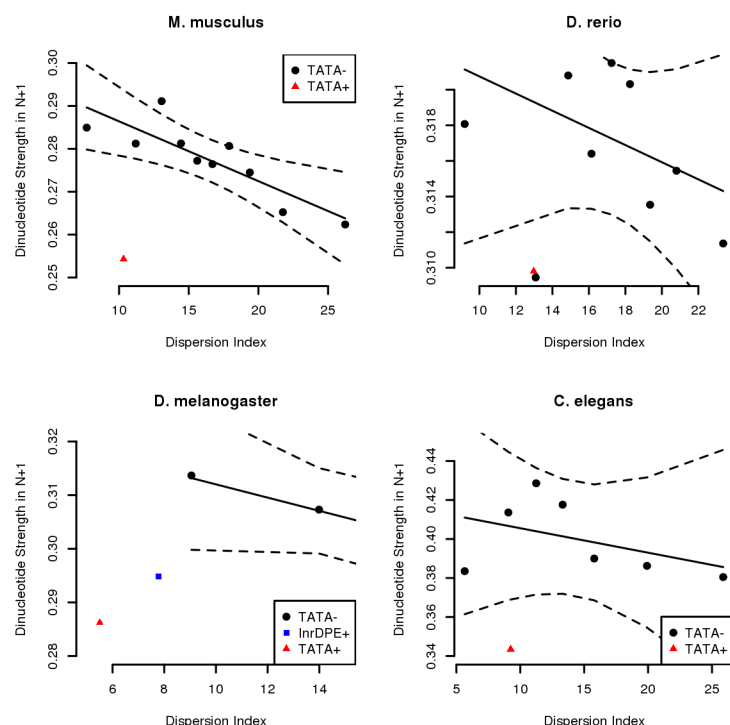 M. musculus
Dinucleotide Strength in N+1
0.25 0.26 0.27 0.28 0.29 0.30
TATA-
TATA+
10 15 20 25
Dispersion Index
D. rerio
Dinucleotide Strength in N+1
0.310 0.314 0.318
10 12 14 16 18 20 22
Dispersion Index
D. melanogaster
Dinucleotide Strength in N+1
0.28 0.29 0.30 0.31 0.32
TATA-
InrDPE+
TATA+
6 8 10 12 14
Dispersion Index
C. elegans
Dinucleotide Strength in N+1
0.34 0.36 0.38 0.40 0.42 0.44
TATA-
TATA+
5 10 15 20 25
Dispersion Index